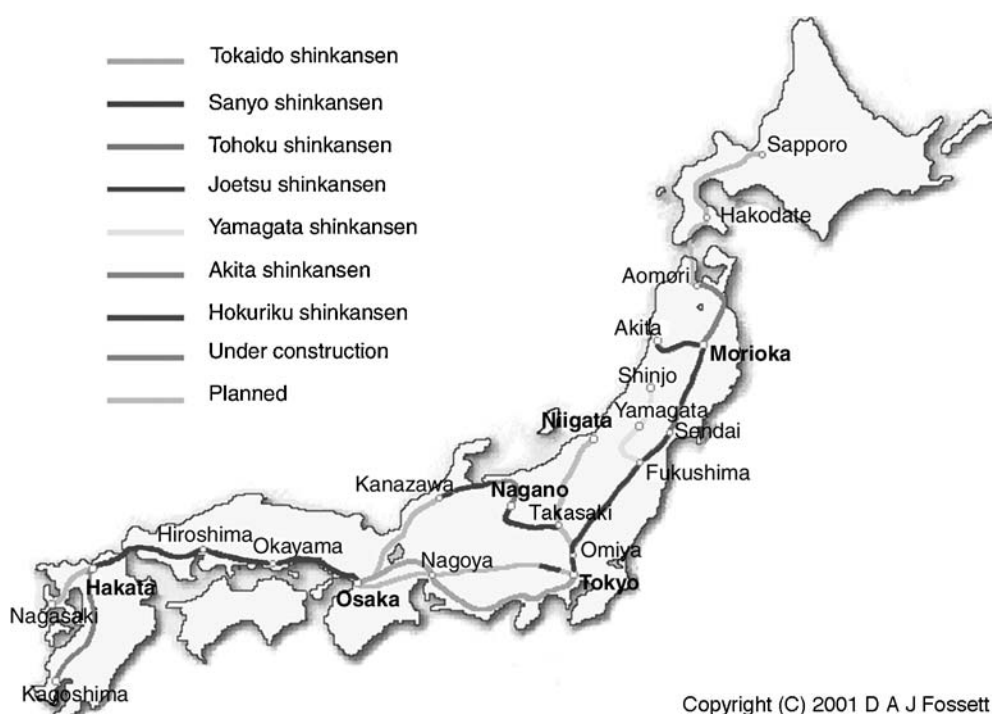 Tokaido shinkansen
Sanyo shinkansen
Tohoku shinkansen
Joetsu shinkansen
Yamagata shinkansen
Akita shinkansen
Hokuriku shinkansen
Under construction
Planned
Sapporo
Hakodate
Aomori
Akita
Morioka
Shinjo
Yamagata
Niigata
Sendai
Fukushima
Kanazawa
Nagano
Takasaki
Hiroshima
Okayama
Nagoya
Omiya
Hakata
Osaka
Tokyo
Nagasaki
Kagoshima
Copyright (C) 2001 D A J Fossett